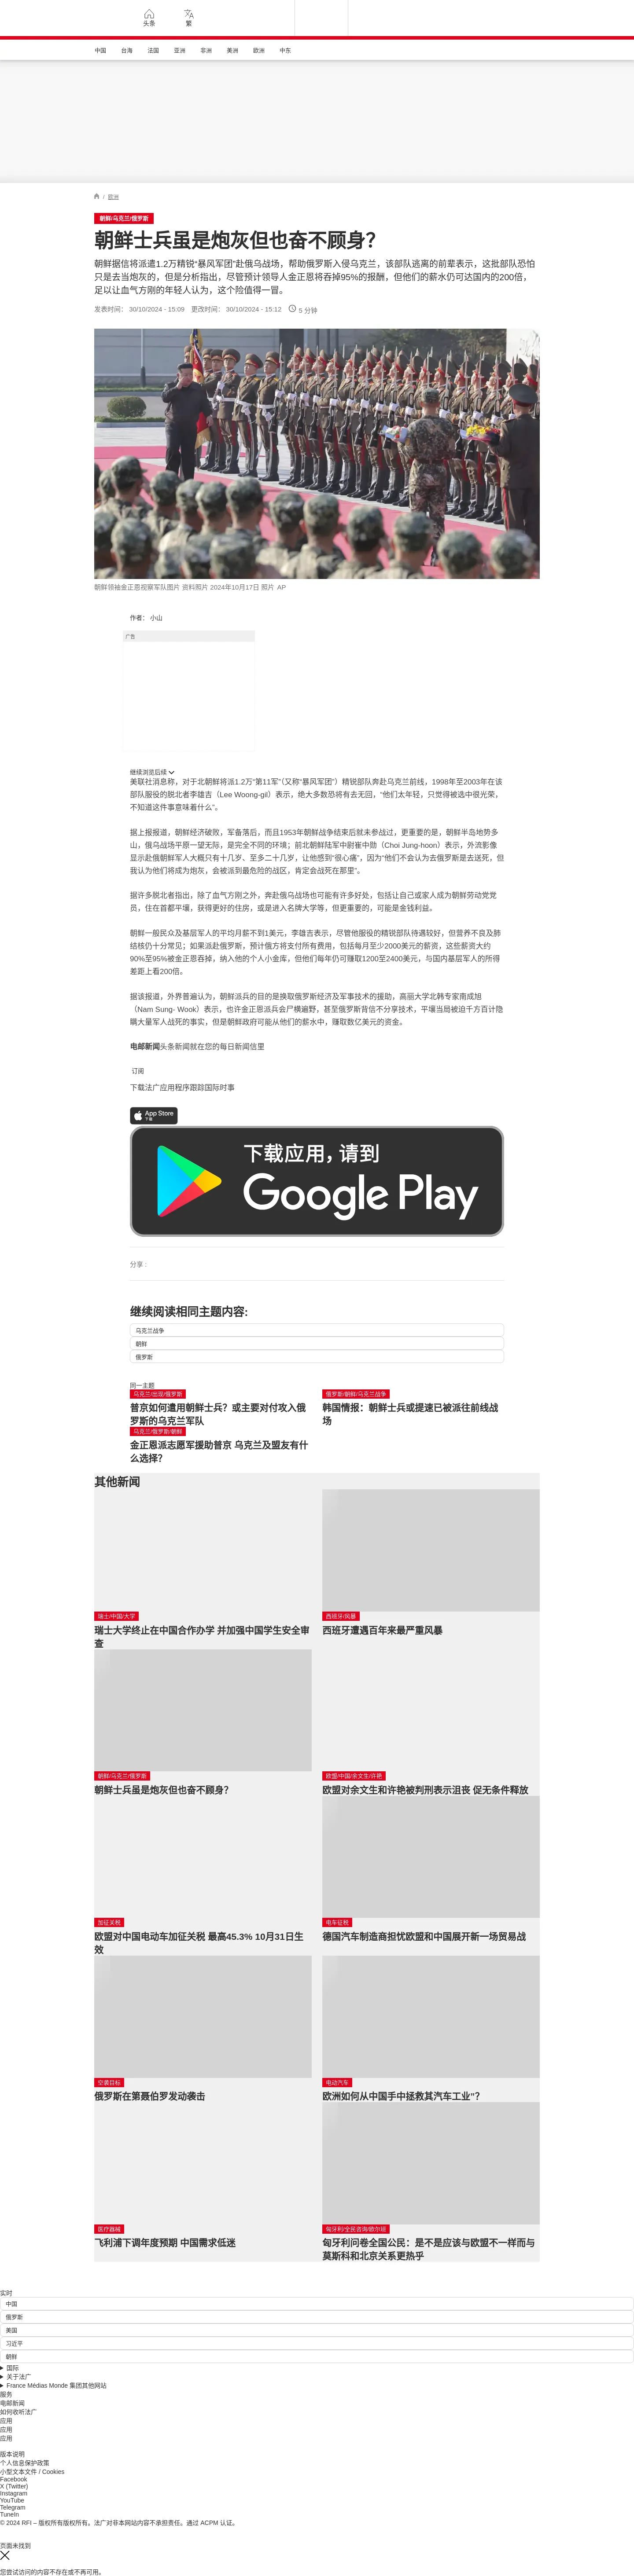 头条
繁
中国 台海 法国 亚洲 非洲 美洲 欧洲 中东
/ 欧洲
朝鲜/乌克兰/俄罗斯
朝鲜士兵虽是炮灰但也奋不顾身？
朝鲜据信将派遣1.2万精锐“暴风军团”赴俄乌战场，帮助俄罗斯入侵乌克兰，该部队逃离的前辈表示，这批部队恐怕
只是去当炮灰的，但是分析指出，尽管预计领导人金正恩将吞掉95%的报酬，但他们的薪水仍可达国内的200倍，
足以让血气方刚的年轻人认为，这个险值得一冒。
发表时间： 30/10/2024 - 15:09 更改时间： 30/10/2024 - 15:12 5 分钟
朝鲜领袖金正恩视察军队图片 资料照片 2024年10月17日 照片 AP
作者： 小山
广告
继续浏览后续
美联社消息称，对于北朝鲜将派1.2万“第11军”（又称“暴风军团”）精锐部队奔赴乌克兰前线，1998年至2003年在该
部队服役的脱北者李雄吉（Lee Woong-gil）表示，绝大多数恐将有去无回，“他们太年轻，只觉得被选中很光荣，
不知道这件事意味着什么”。
据上报报道，朝鲜经济破败，军备落后，而且1953年朝鲜战争结束后就未参战过，更重要的是，朝鲜半岛地势多
山，俄乌战场平原一望无际，是完全不同的环境；前北朝鲜陆军中尉崔中勋（Choi Jung-hoon）表示，外流影像
显示赴俄朝鲜军人大概只有十几岁、至多二十几岁，让他感到“很心痛”，因为“他们不会认为去俄罗斯是去送死，但
我认为他们将成为炮灰，会被派到最危险的战区，肯定会战死在那里”。
据许多脱北者指出，除了血气方刚之外，奔赴俄乌战场也可能有许多好处，包括让自己或家人成为朝鲜劳动党党
员，住在首都平壤，获得更好的住房，或是进入名牌大学等，但更重要的，可能是金钱利益。
朝鲜一般民众及基层军人的平均月薪不到1美元，李雄吉表示，尽管他服役的精锐部队待遇较好，但营养不良及肺
结核仍十分常见；如果派赴俄罗斯，预计俄方将支付所有费用，包括每月至少2000美元的薪资，这些薪资大约
90%至95%被金正恩吞掉，纳入他的个人小金库，但他们每年仍可赚取1200至2400美元，与国内基层军人的所得
差距上看200倍。
据该报道，外界普遍认为，朝鲜派兵的目的是换取俄罗斯经济及军事技术的援助，高丽大学北韩专家南成旭
（Nam Sung- Wook）表示，也许金正恩派兵会尸横遍野，甚至俄罗斯背信不分享技术，平壤当局被迫千方百计隐
瞒大量军人战死的事实，但是朝鲜政府可能从他们的薪水中，赚取数亿美元的资金。
电邮新闻头条新闻就在您的每日新闻信里
订阅
下载法广应用程序跟踪国际时事
App Store
下载
下载应用，请到
Google Play
分享 :
继续阅读相同主题内容:
乌克兰战争
朝鲜
俄罗斯
同一主题
乌克兰/出现/俄罗斯
普京如何遣用朝鲜士兵？或主要对付攻入俄
罗斯的乌克兰军队
俄罗斯/朝鲜/乌克兰战争
韩国情报：朝鲜士兵或提速已被派往前线战
场
乌克兰/俄罗斯/朝鲜
金正恩派志愿军援助普京 乌克兰及盟友有什
么选择？
其他新闻
瑞士/中国/大学
瑞士大学终止在中国合作办学 并加强中国学生安全审
查
西班牙/风暴
西班牙遭遇百年来最严重风暴
朝鲜/乌克兰/俄罗斯
朝鲜士兵虽是炮灰但也奋不顾身？
欧盟/中国/余文生/许艳
欧盟对余文生和许艳被判刑表示沮丧 促无条件释放
加征关税
欧盟对中国电动车加征关税 最高45.3% 10月31日生
效
电车征税
德国汽车制造商担忧欧盟和中国展开新一场贸易战
空袭目标
俄罗斯在第聂伯罗发动袭击
电动汽车
欧洲如何从中国手中拯救其汽车工业”？
医疗器械
飞利浦下调年度预期 中国需求低迷
匈牙利/全民咨询/欧尔班
匈牙利问卷全国公民：是不是应该与欧盟不一样而与
莫斯科和北京关系更热乎
实时
中国
俄罗斯
美国
习近平
朝鲜
国际
关于法广
France Médias Monde 集团其他网站
服务
电邮新闻
如何收听法广
应用
应用
应用
版本说明
个人信息保护政策
小型文本文件 / Cookies
Facebook
X (Twitter)
Instagram
YouTube
Telegram
TuneIn
© 2024 RFI – 版权所有版权所有。法广对非本网站内容不承担责任。通过 ACPM 认证。
页面未找到
您尝试访问的内容不存在或不再可用。